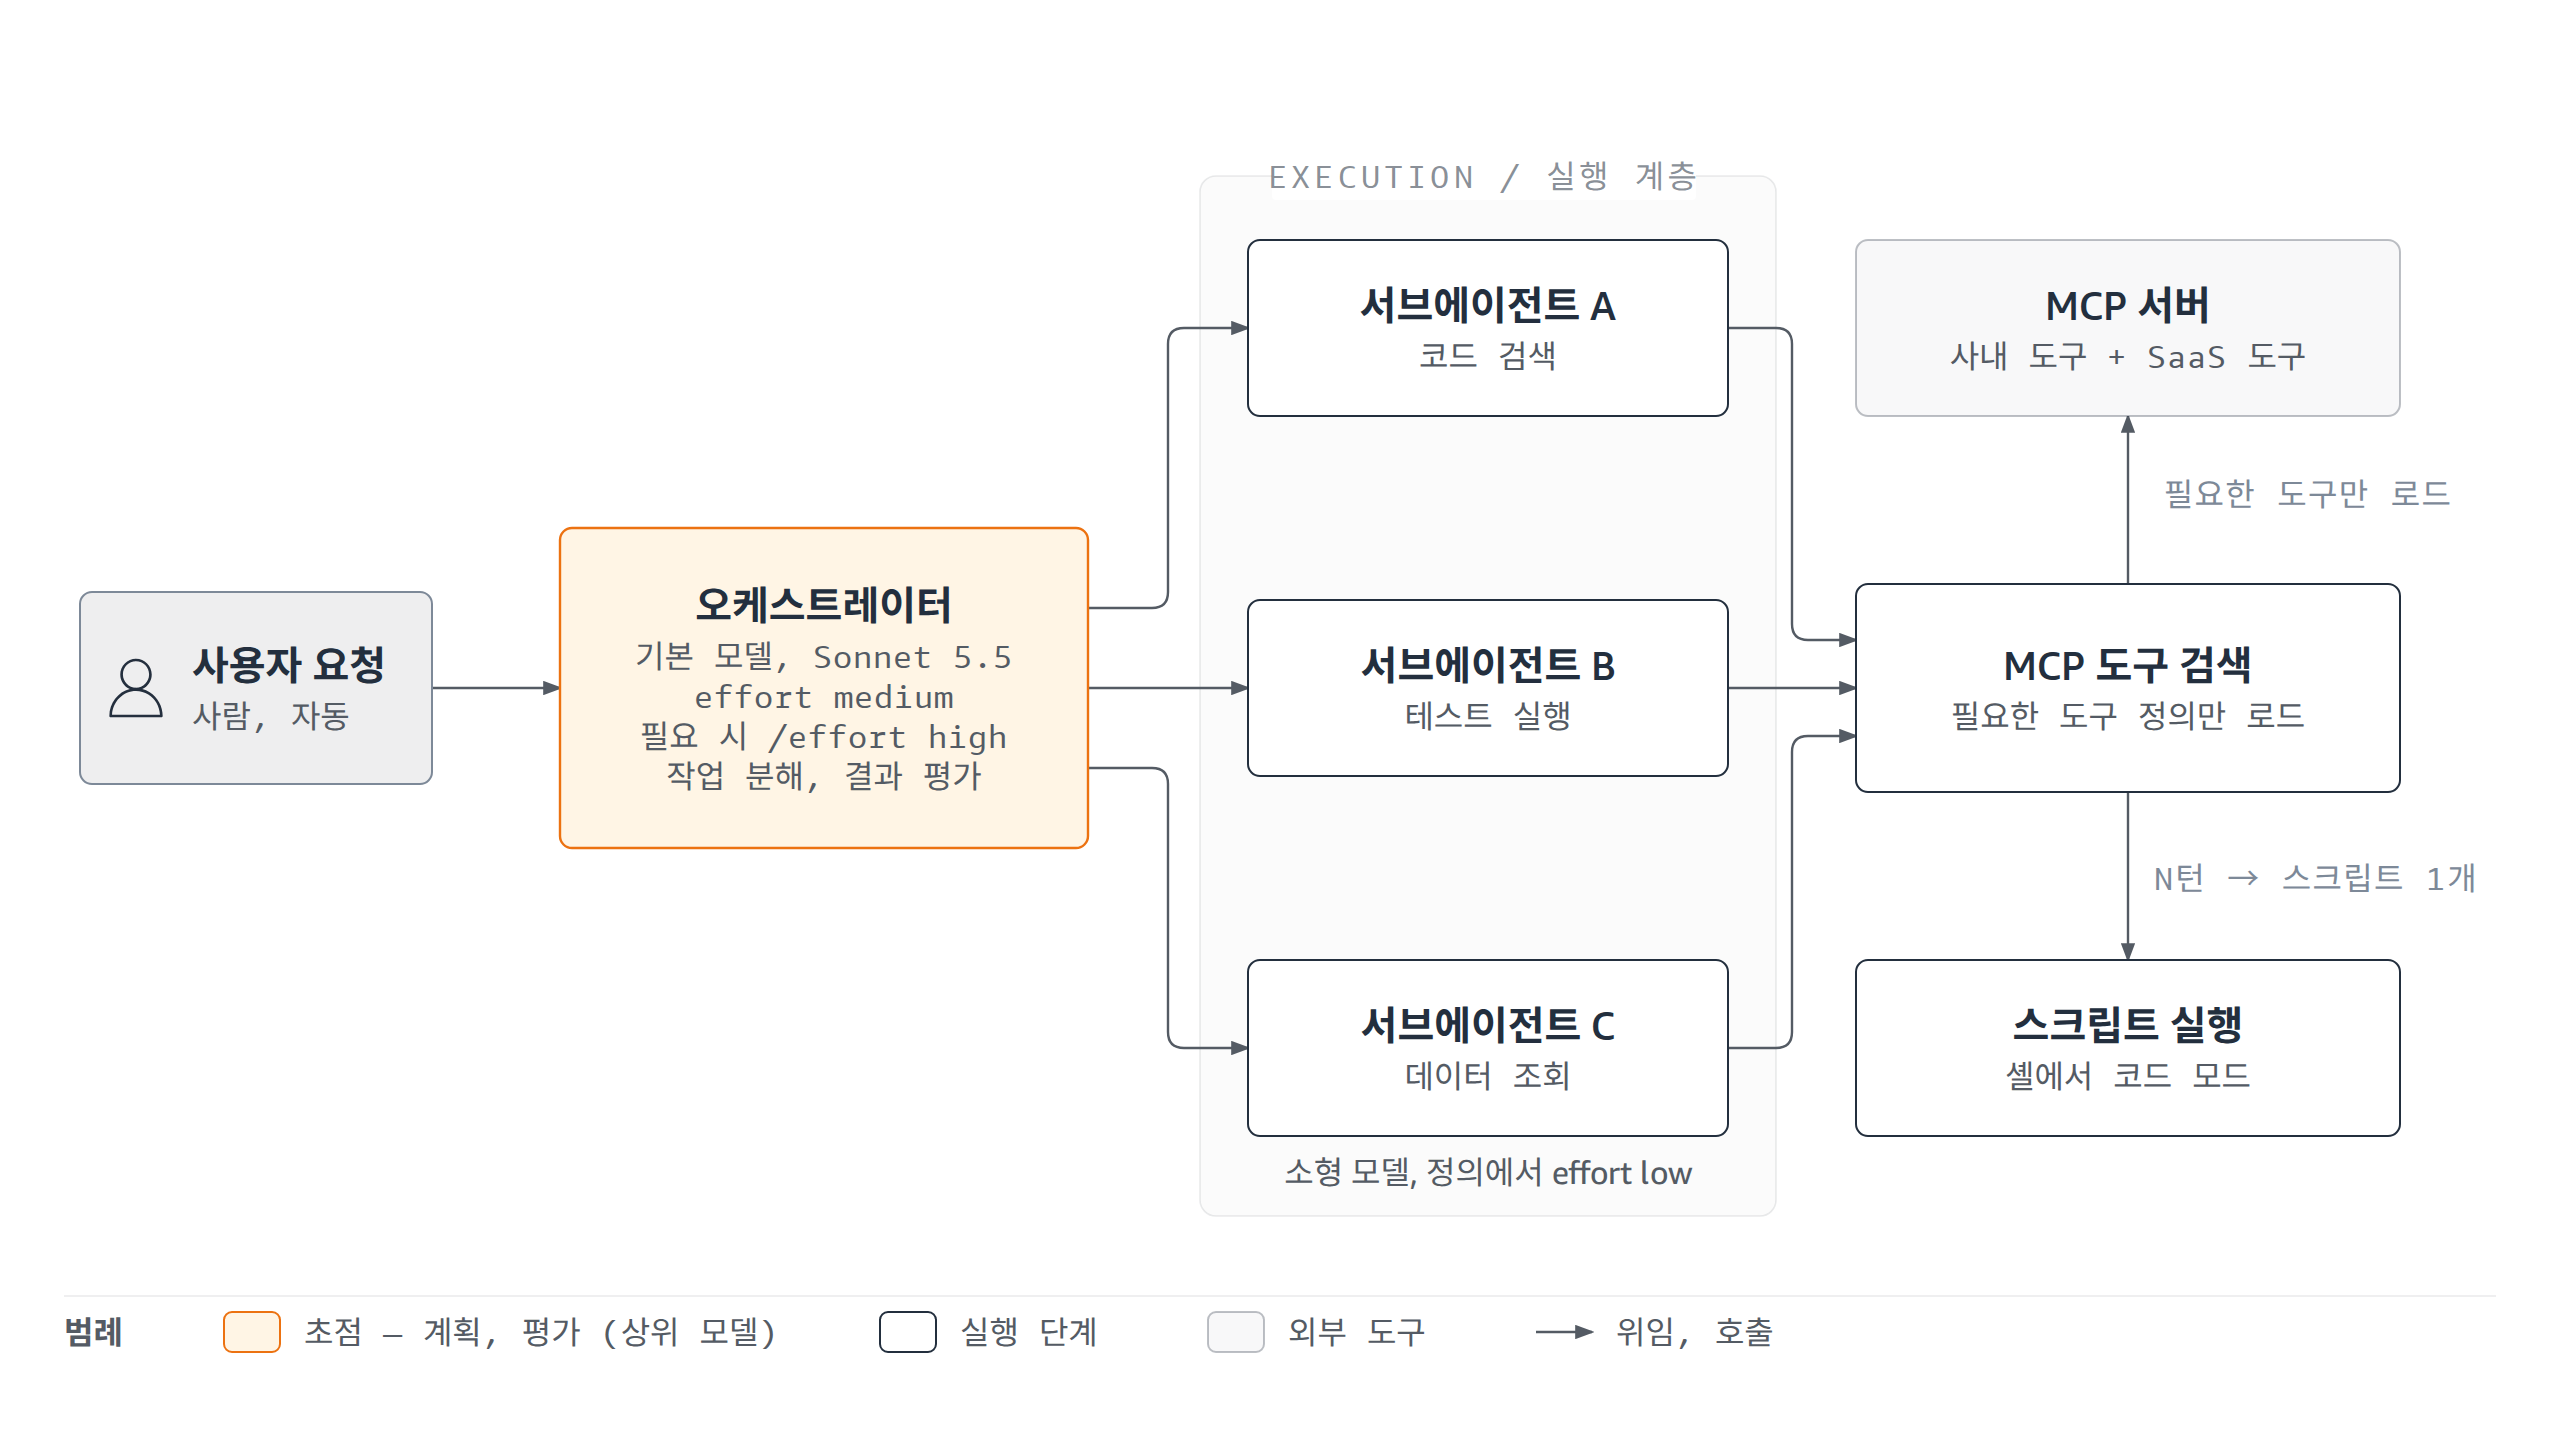 EXECUTION / 실행 계층
서브에이전트 A
코드 검색
MCP 서버
사내 도구 + SaaS 도구
필요한 도구만 로드
사용자 요청
사람, 자동
오케스트레이터
기본 모델, Sonnet 5.5
effort medium
필요 시 /effort high
작업 분해, 결과 평가
서브에이전트 B
테스트 실행
MCP 도구 검색
필요한 도구 정의만 로드
N턴 → 스크립트 1개
서브에이전트 C
데이터 조회
스크립트 실행
셸에서 코드 모드
소형 모델, 정의에서 effort low
범례
초점 — 계획, 평가 (상위 모델)
실행 단계
외부 도구
위임, 호출